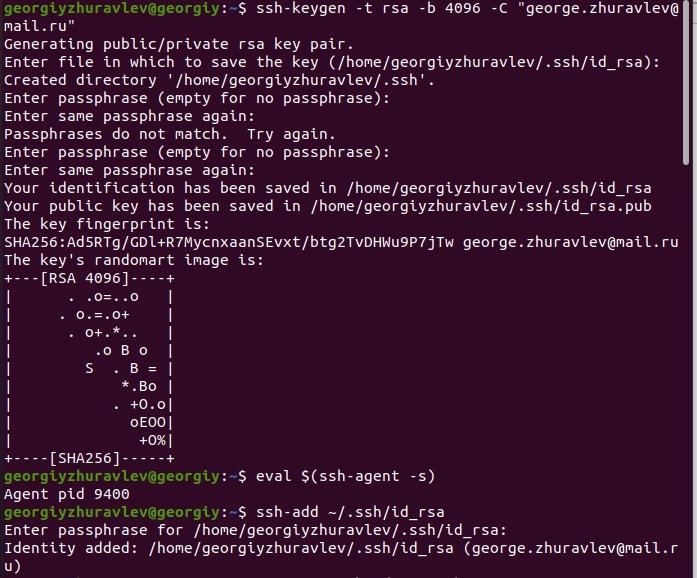 georgiyzhuravlev@georgiy:~$ ssh-keygen -t rsa -b 4096 -C "george.zhuravlev@
mail.ru"
Generating public/private rsa key pair.
Enter file in which to save the key (/home/georgiyzhuravlev/.ssh/id_rsa):
Created directory '/home/georgiyzhuravlev/.ssh'.
Enter passphrase (empty for no passphrase):
Enter same passphrase again:
Passphrases do not match.  Try again.
Enter passphrase (empty for no passphrase):
Enter same passphrase again:
Your identification has been saved in /home/georgiyzhuravlev/.ssh/id_rsa
Your public key has been saved in /home/georgiyzhuravlev/.ssh/id_rsa.pub
The key fingerprint is:
SHA256:Ad5RTg/GDl+R7MycnxaanSEvxt/btg2TvDHWu9P7jTw george.zhuravlev@mail.ru
The key's randomart image is:
+---[RSA 4096]----+
|      . .o=..o   |
|     . o.=.o+    |
|      . o+.*..   |
|         .o B o  |
|        S  . B = |
|            *.Bo |
|           . +O.o|
|             oEOO|
|              +O%|
+----[SHA256]-----+
georgiyzhuravlev@georgiy:~$ eval $(ssh-agent -s)
Agent pid 9400
georgiyzhuravlev@georgiy:~$ ssh-add ~/.ssh/id_rsa
Enter passphrase for /home/georgiyzhuravlev/.ssh/id_rsa:
Identity added: /home/georgiyzhuravlev/.ssh/id_rsa (george.zhuravlev@mail.r
u)